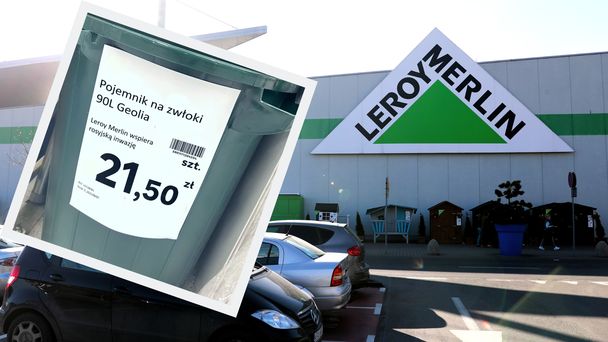 Pojemnik na zwłoki
90L Geolia
Leroy Merlin wspiera
rosyjską inwazję
szt.
21,50 zł
LEROY MERLIN